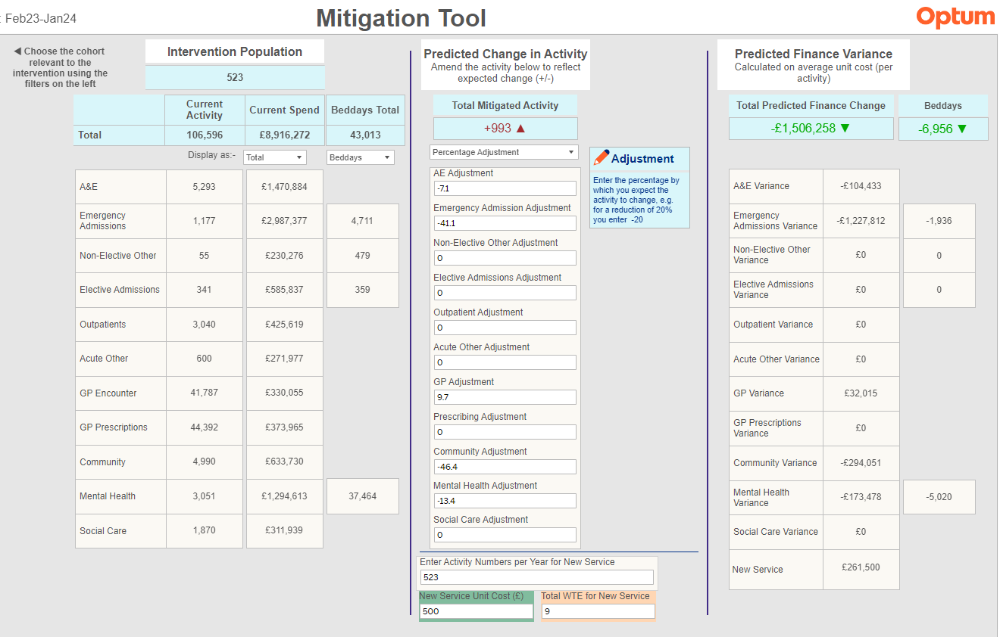 : Feb23-Jan24
Mitigation Tool
Optum
◀ Choose the cohort
relevant to the
intervention using the
filters on the left
Intervention Population
523
Current Activity | Current Spend | Beddays Total
Total 106,596 £8,916,272 43,013
Display as:- Total Beddays
A&E 5,293 £1,470,884
Emergency Admissions 1,177 £2,987,377 4,711
Non-Elective Other 55 £230,276 479
Elective Admissions 341 £585,837 359
Outpatients 3,040 £425,619
Acute Other 600 £271,977
GP Encounter 41,787 £330,055
GP Prescriptions 44,392 £373,965
Community 4,990 £633,730
Mental Health 3,051 £1,294,613 37,464
Social Care 1,870 £311,939
Predicted Change in Activity
Amend the activity below to reflect
expected change (+/-)
Total Mitigated Activity
+993 ▲
Percentage Adjustment
AE Adjustment
-7.1
Emergency Admission Adjustment
-41.1
Non-Elective Other Adjustment
0
Elective Admissions Adjustment
0
Outpatient Adjustment
0
Acute Other Adjustment
0
GP Adjustment
9.7
Prescribing Adjustment
0
Community Adjustment
-46.4
Mental Health Adjustment
-13.4
Social Care Adjustment
0
Enter Activity Numbers per Year for New Service
523
New Service Unit Cost (£)
500
Total WTE for New Service
9
Adjustment
Enter the percentage by
which you expect the
activity to change, e.g.
for a reduction of 20%
you enter -20
Predicted Finance Variance
Calculated on average unit cost (per
activity)
Total Predicted Finance Change
-£1,506,258 ▼
Beddays
-6,956 ▼
A&E Variance -£104,433
Emergency Admissions Variance -£1,227,812 -1,936
Non-Elective Other Variance £0 0
Elective Admissions Variance £0 0
Outpatient Variance £0
Acute Other Variance £0
GP Variance £32,015
GP Prescriptions Variance £0
Community Variance -£294,051
Mental Health Variance -£173,478 -5,020
Social Care Variance £0
New Service £261,500